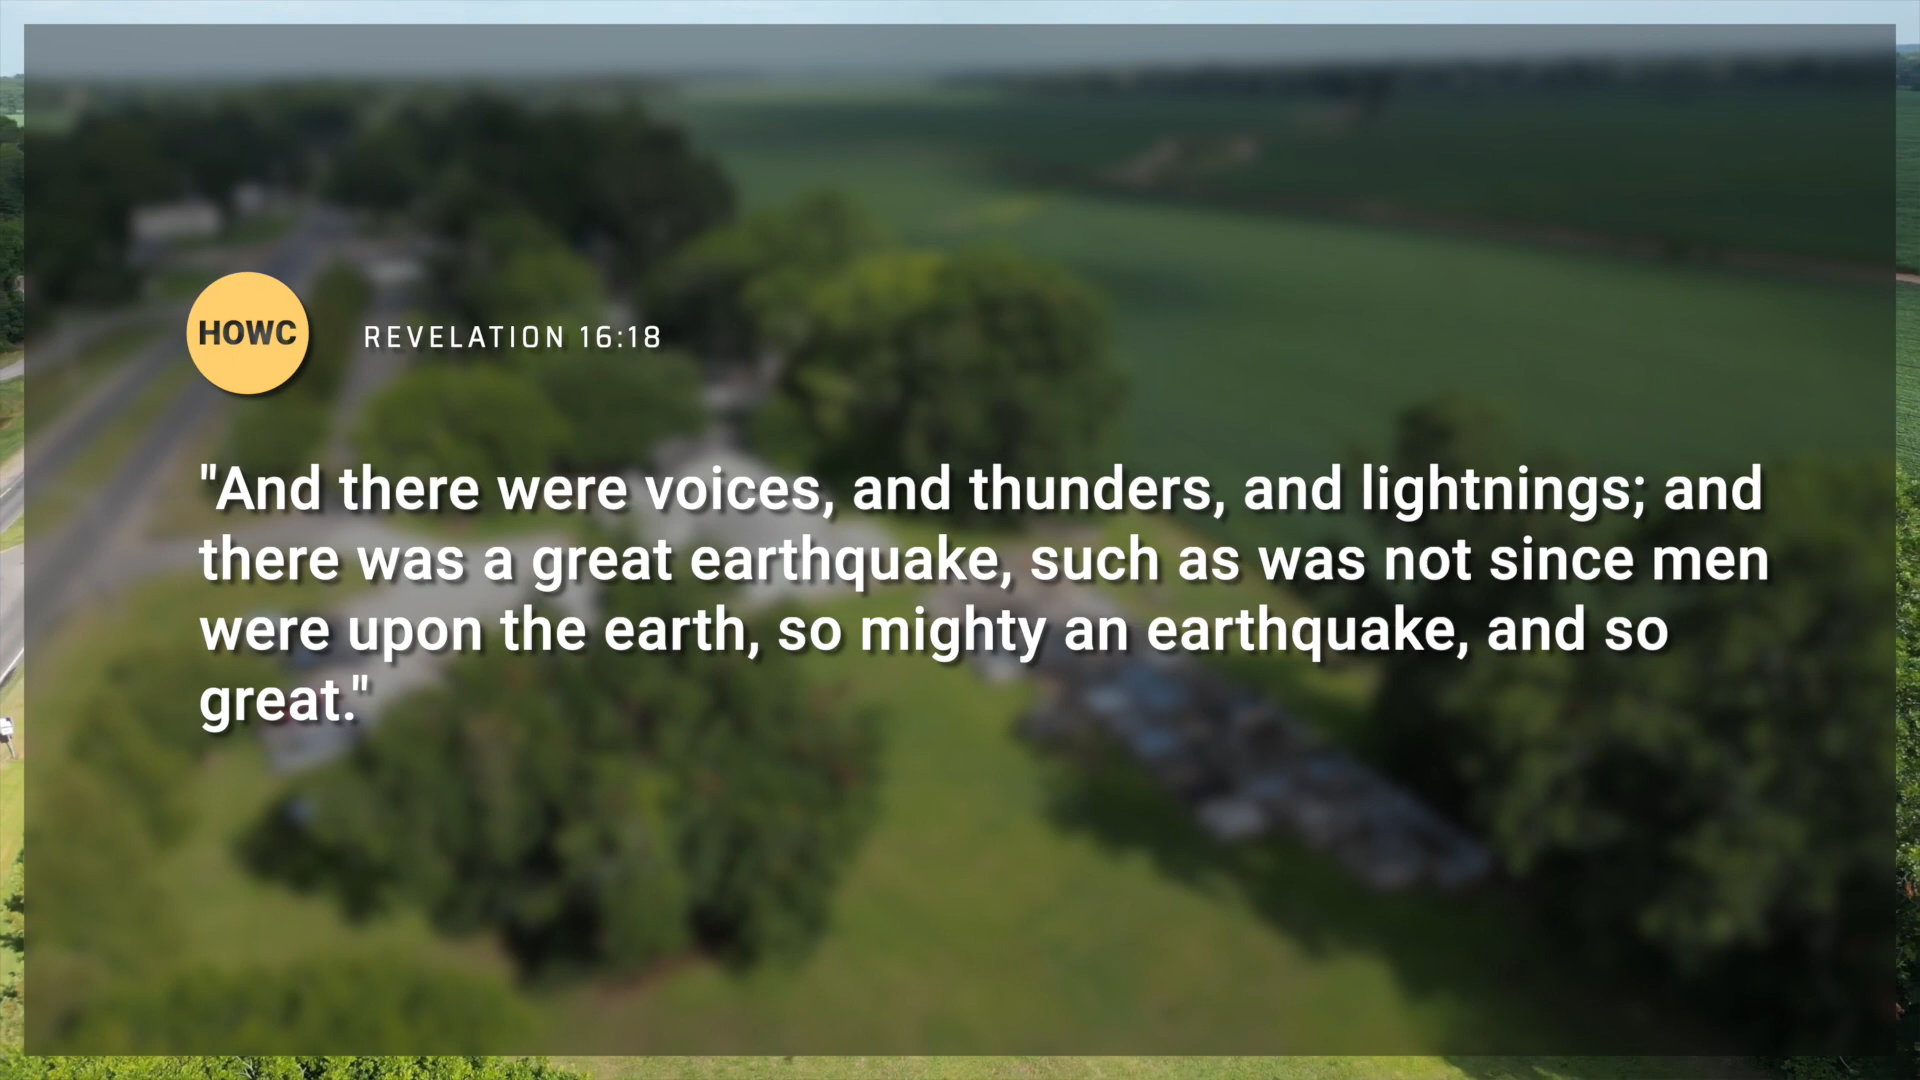 HOWC
REVELATION 16:18
"And there were voices, and thunders, and lightnings; and
there was a great earthquake, such as was not since men
were upon the earth, so mighty an earthquake, and so
great."